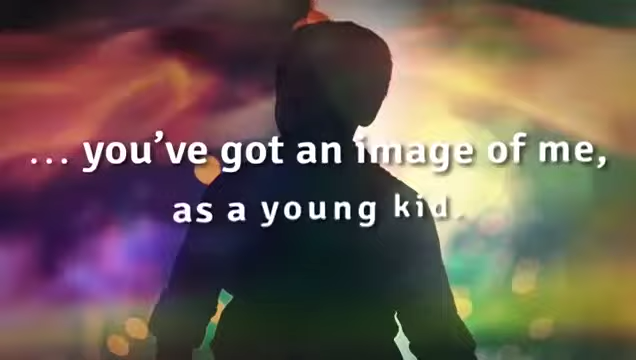 … you’ve got an image of me,
as a young kid.